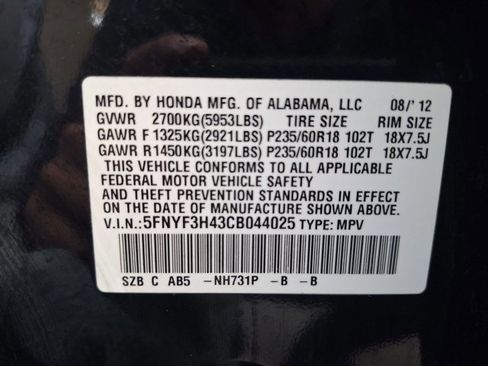 MFD. BY HONDA MFG. OF ALABAMA, LLC 08/'12
GVWR 2700KG(5953LBS) TIRE SIZE RIM SIZE
GAWR F 1325KG(2921LBS) P235/60R18 102T 18X7.5J
GAWR R 1450KG(3197LBS) P235/60R18 102T 18X7.5J
THIS VEHICLE CONFORMS TO ALL APPLICABLE
FEDERAL MOTOR VEHICLE SAFETY
AND THEFT PREVENTION STANDARDS IN EFFECT
ON THE DATE OF MANUFACTURE SHOWN ABOVE.
V.I.N.: 5FNYF3H43CB044025 TYPE: MPV
SZB C AB5 -NH731P -B -B